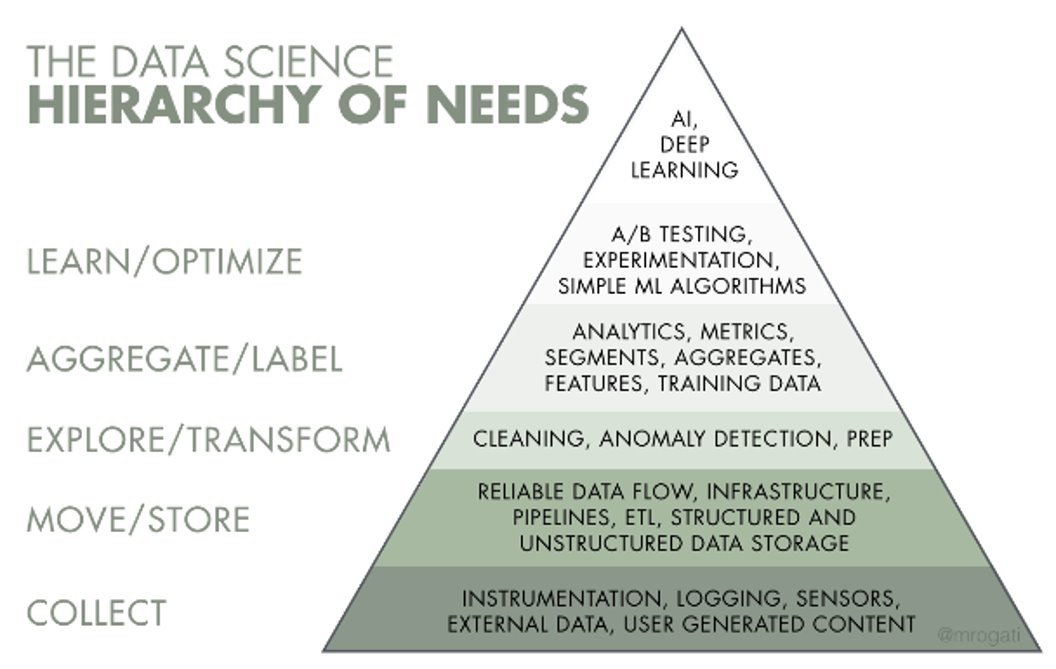 THE DATA SCIENCE
HIERARCHY OF NEEDS
AI,
DEEP
LEARNING
LEARN/OPTIMIZE
A/B TESTING,
EXPERIMENTATION,
SIMPLE ML ALGORITHMS
AGGREGATE/LABEL
ANALYTICS, METRICS,
SEGMENTS, AGGREGATES,
FEATURES, TRAINING DATA
EXPLORE/TRANSFORM
CLEANING, ANOMALY DETECTION, PREP
MOVE/STORE
RELIABLE DATA FLOW, INFRASTRUCTURE,
PIPELINES, ETL, STRUCTURED AND
UNSTRUCTURED DATA STORAGE
COLLECT
INSTRUMENTATION, LOGGING, SENSORS,
EXTERNAL DATA, USER GENERATED CONTENT
@mrogati